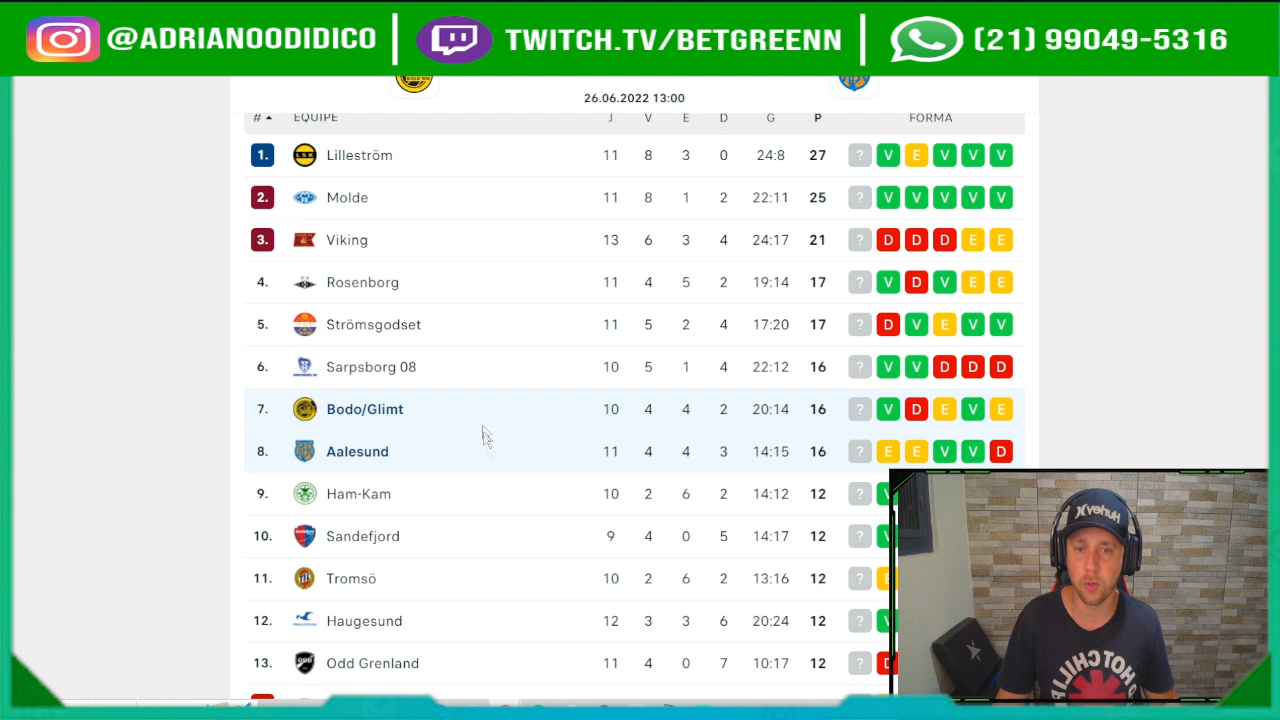 @ADRIANOODIDICO TWITCH.TV/BETGREENN (21) 99049-5316
26.06.2022 13:00
# EQUIPE J V E D G P FORMA
1. Lilleström 11 8 3 0 24:8 27 ? V E V V V
2. Molde 11 8 1 2 22:11 25 ? V V V V V
3. Viking 13 6 3 4 24:17 21 ? D D D E E
4. Rosenborg 11 4 5 2 19:14 17 ? V D V E E
5. Strömsgodset 11 5 2 4 17:20 17 ? D V E V V
6. Sarpsborg 08 10 5 1 4 22:12 16 ? V V D D D
7. Bodo/Glimt 10 4 4 2 20:14 16 ? V D E V E
8. Aalesund 11 4 4 3 14:15 16 ? E E V V D
9. Ham-Kam 10 2 6 2 14:12 12 ? V
10. Sandefjord 9 4 0 5 14:17 12 ? V
11. Tromsö 10 2 6 2 13:16 12 ? E
12. Haugesund 12 3 3 6 20:24 12 ? V
13. Odd Grenland 11 4 0 7 10:17 12 ? D